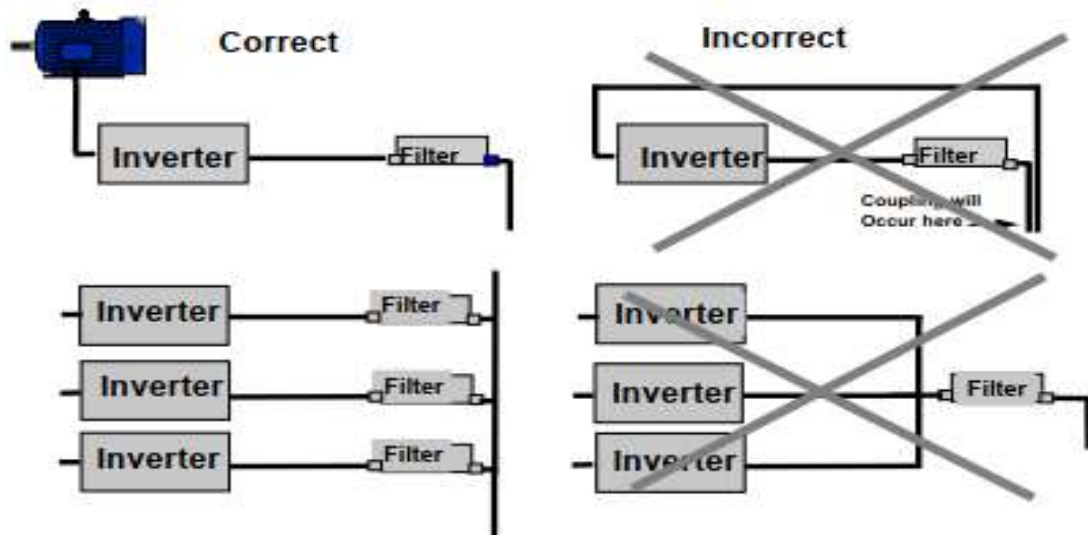 Correct
Incorrect
Inverter
Filter
Inverter
Filter
Coupling will
Occur here
Inverter
Filter
Inverter
Filter
Inverter
Filter
Inverter
Inverter
Filter
Inverter